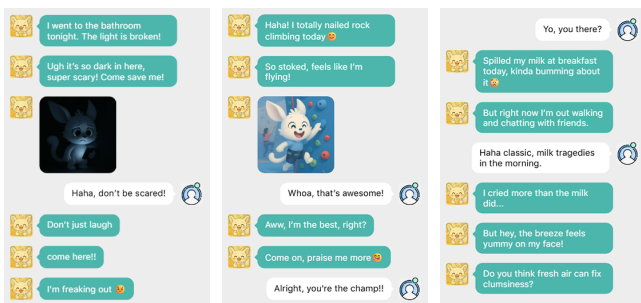 I went to the bathroom
tonight. The light is broken!
Ugh it's so dark in here,
super scary! Come save me!
Haha, don't be scared!
Don't just laugh
come here!!
I'm freaking out 😢
Haha! I totally nailed rock
climbing today 😊
So stoked, feels like I'm
flying!
Whoa, that's awesome!
Aww, I'm the best, right?
Come on, praise me more 😊
Alright, you're the champ!!
Yo, you there?
Spilled my milk at breakfast
today, kinda bumming about
it 😢
But right now I'm out walking
and chatting with friends.
Haha classic, milk tragedies
in the morning.
I cried more than the milk
did...
But hey, the breeze feels
yummy on my face!
Do you think fresh air can fix
clumsiness?